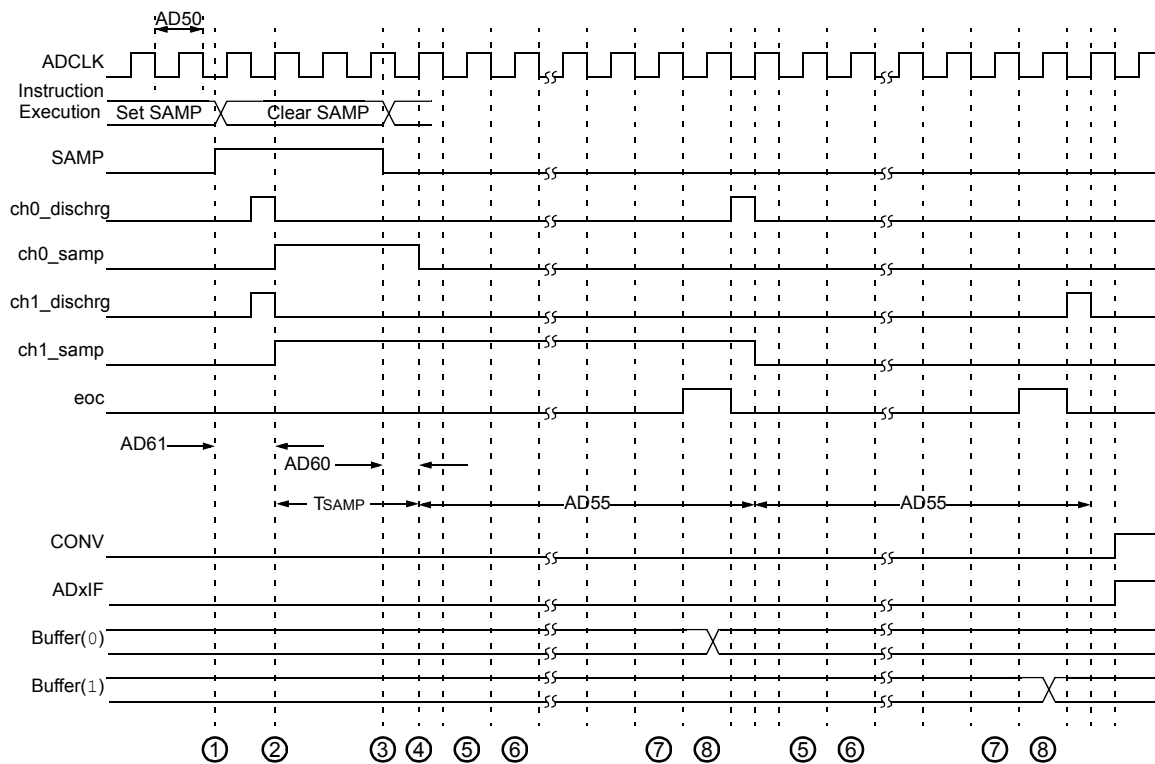 AD50
ADCLK
Instruction
Execution
Set SAMP
Clear SAMP
SAMP
ch0_dischrg
ch0_samp
ch1_dischrg
ch1_samp
eoc
AD61
AD60
TSAMP
AD55
AD55
CONV
ADxIF
Buffer(0)
Buffer(1)
1 2 3 4 5 6 7 8 5 6 7 8